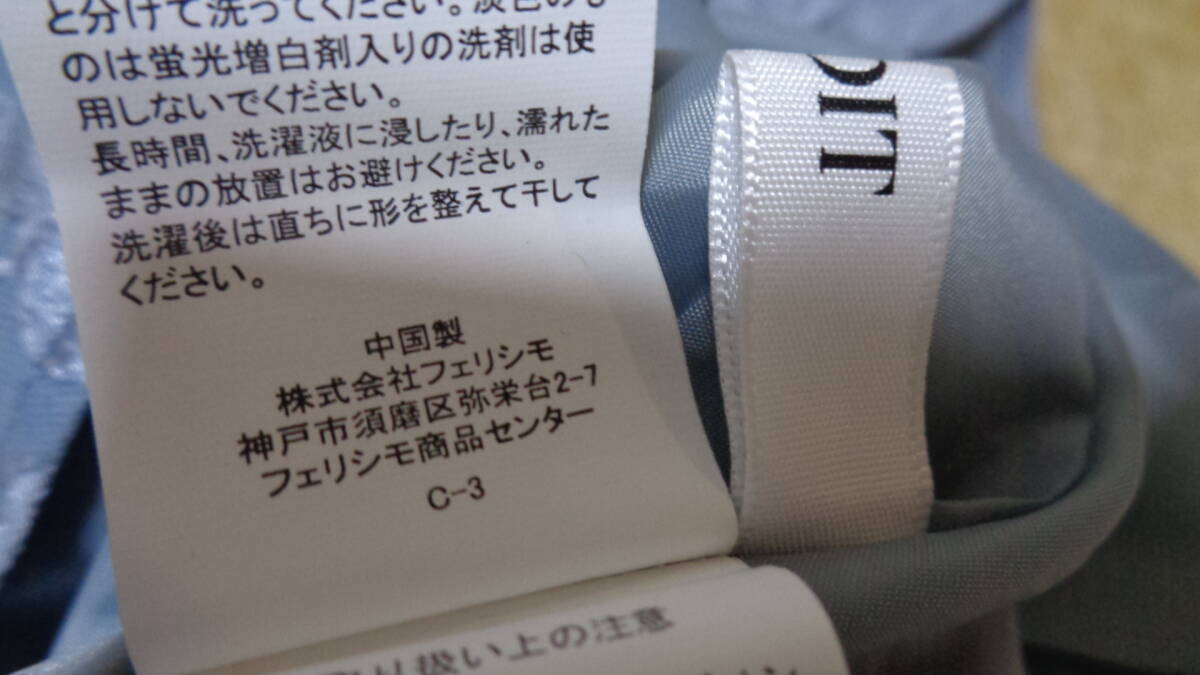 と分けて洗ってください。淡色のも
のは蛍光増白剤入りの洗剤は使
用しないでください。
長時間、洗濯液に浸したり、濡れた
ままの放置はお避けください。
洗濯後は直ちに形を整えて干して
ください。
中国製
株式会社フェリシモ
神戸市須磨区弥栄台2-7
フェリシモ商品センター
C-3
取り扱い上の注意
OIT